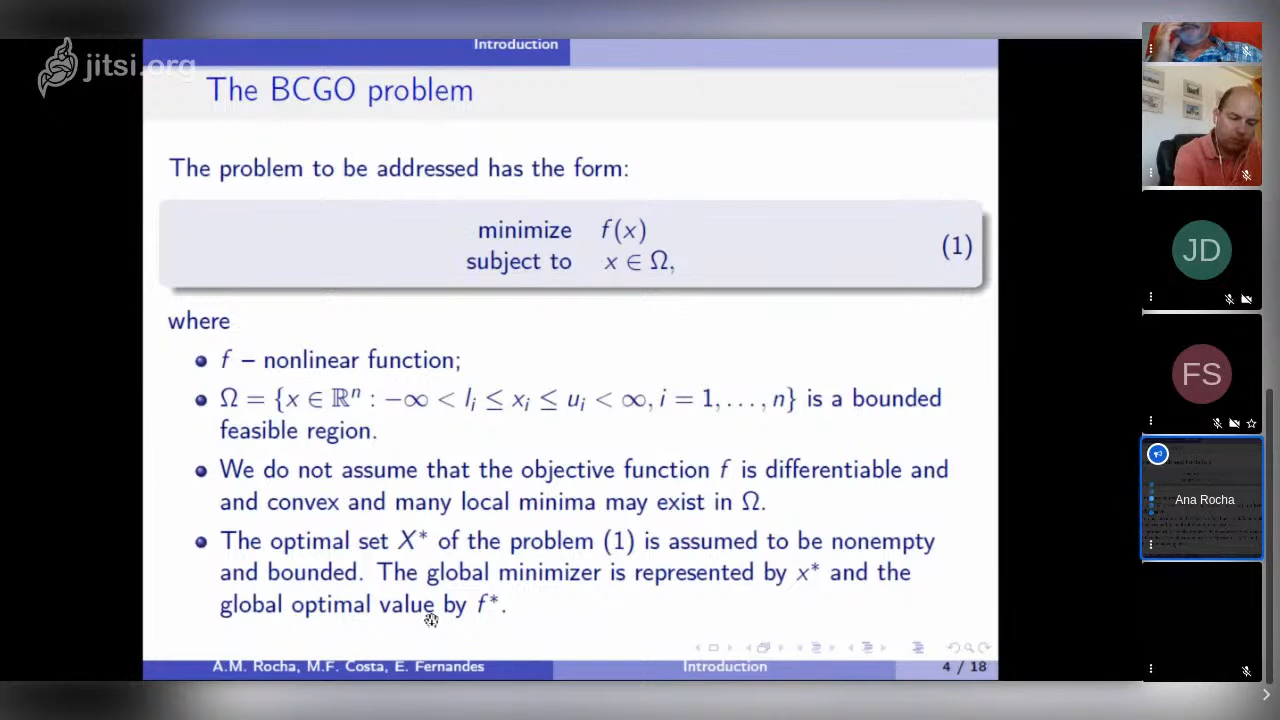 jitsi.org
Introduction
The BCGO problem
The problem to be addressed has the form:
minimize f(x)
subject to x ∈ Ω,
(1)
where
f – nonlinear function;
Ω = {x ∈ ℝⁿ : −∞ < lᵢ ≤ xᵢ ≤ uᵢ < ∞, i = 1, . . . , n} is a bounded
feasible region.
We do not assume that the objective function f is differentiable and
and convex and many local minima may exist in Ω.
The optimal set X* of the problem (1) is assumed to be nonempty
and bounded. The global minimizer is represented by x* and the
global optimal value by f*.
A.M. Rocha, M.F. Costa, E. Fernandes
Introduction
4 / 18
JD
FS
Ana Rocha